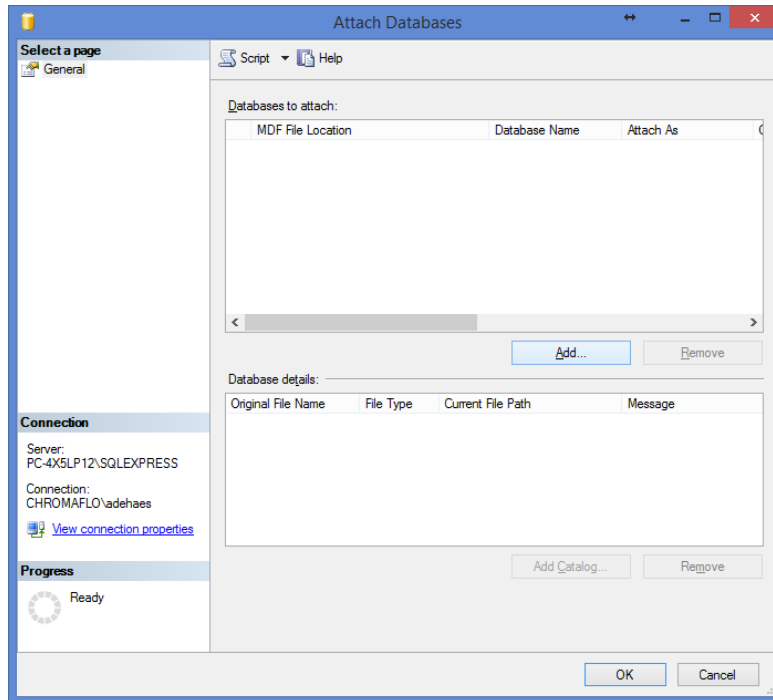 Attach Databases
Select a page
General
Script
Help
Databases to attach:
MDF File Location
Database Name
Attach As
Add...
Remove
Database details:
Original File Name
File Type
Current File Path
Message
Add Catalog...
Remove
Connection
Server:
PC-4X5LP12\SQLEXPRESS
Connection:
CHROMAFLO\adehaes
View connection properties
Progress
Ready
OK
Cancel